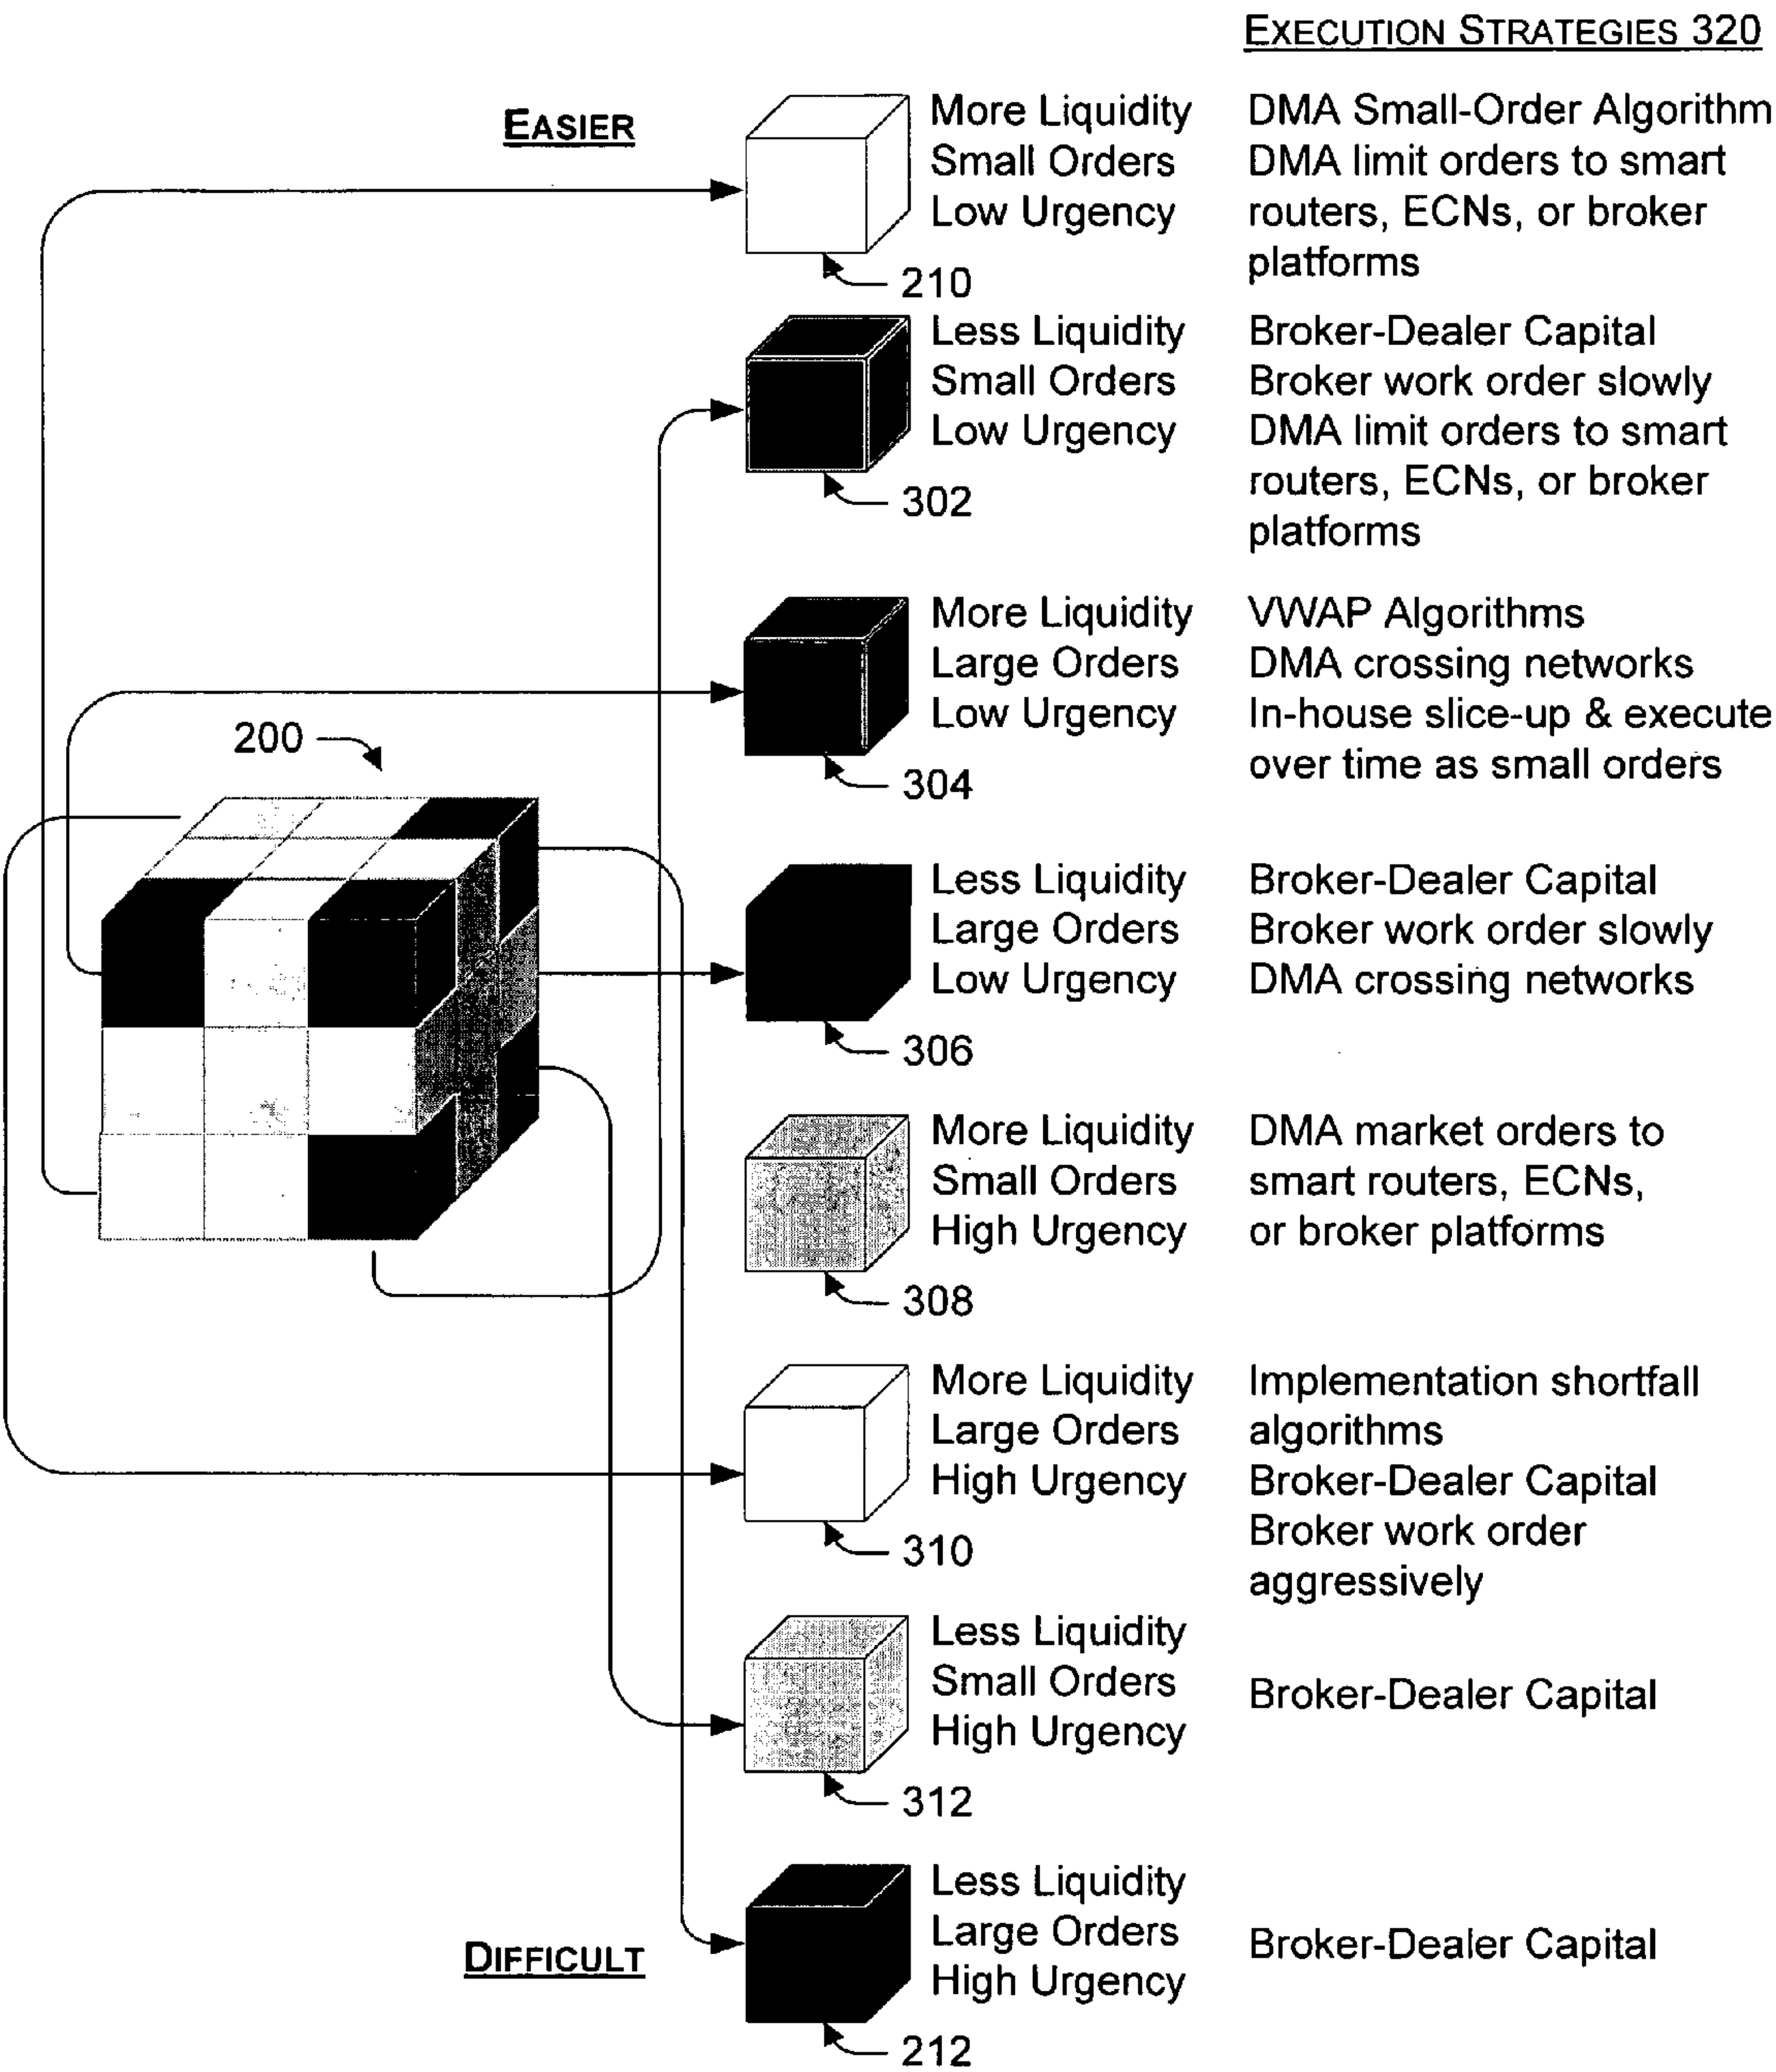 EXECUTION STRATEGIES 320
EASIER
More Liquidity
Small Orders
Low Urgency
DMA Small-Order Algorithm
DMA limit orders to smart
routers, ECNs, or broker
platforms
210
Less Liquidity
Small Orders
Low Urgency
Broker-Dealer Capital
Broker work order slowly
DMA limit orders to smart
routers, ECNs, or broker
platforms
302
More Liquidity
Large Orders
Low Urgency
VWAP Algorithms
DMA crossing networks
In-house slice-up & execute
over time as small orders
304
200
Less Liquidity
Large Orders
Low Urgency
Broker-Dealer Capital
Broker work order slowly
DMA crossing networks
306
More Liquidity
Small Orders
High Urgency
DMA market orders to
smart routers, ECNs,
or broker platforms
308
More Liquidity
Large Orders
High Urgency
Implementation shortfall
algorithms
Broker-Dealer Capital
Broker work order
aggressively
310
Less Liquidity
Small Orders
High Urgency
Broker-Dealer Capital
312
DIFFICULT
Less Liquidity
Large Orders
High Urgency
Broker-Dealer Capital
212